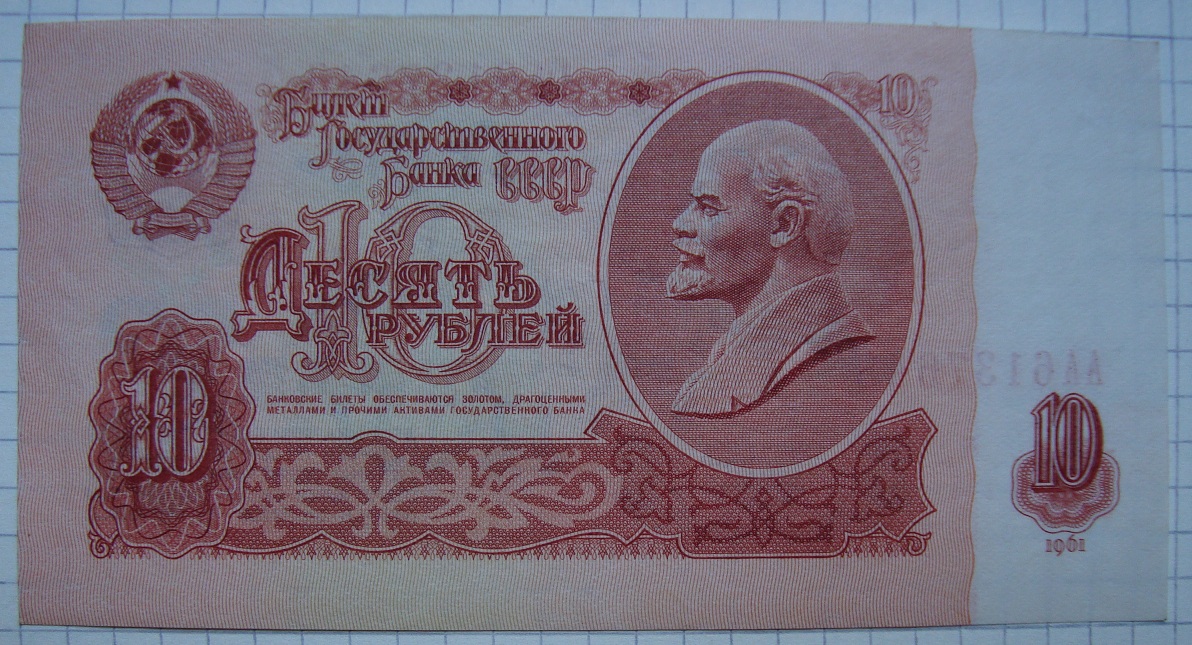 Билет
Государственного
Банка СССР
10
10
Десять
рублей
10
БАНКОВСКИЕ БИЛЕТЫ ОБЕСПЕЧИВАЮТСЯ ЗОЛОТОМ, ДРАГОЦЕННЫМИ
МЕТАЛЛАМИ И ПРОЧИМИ АКТИВАМИ ГОСУДАРСТВЕННОГО БАНКА
10
1961